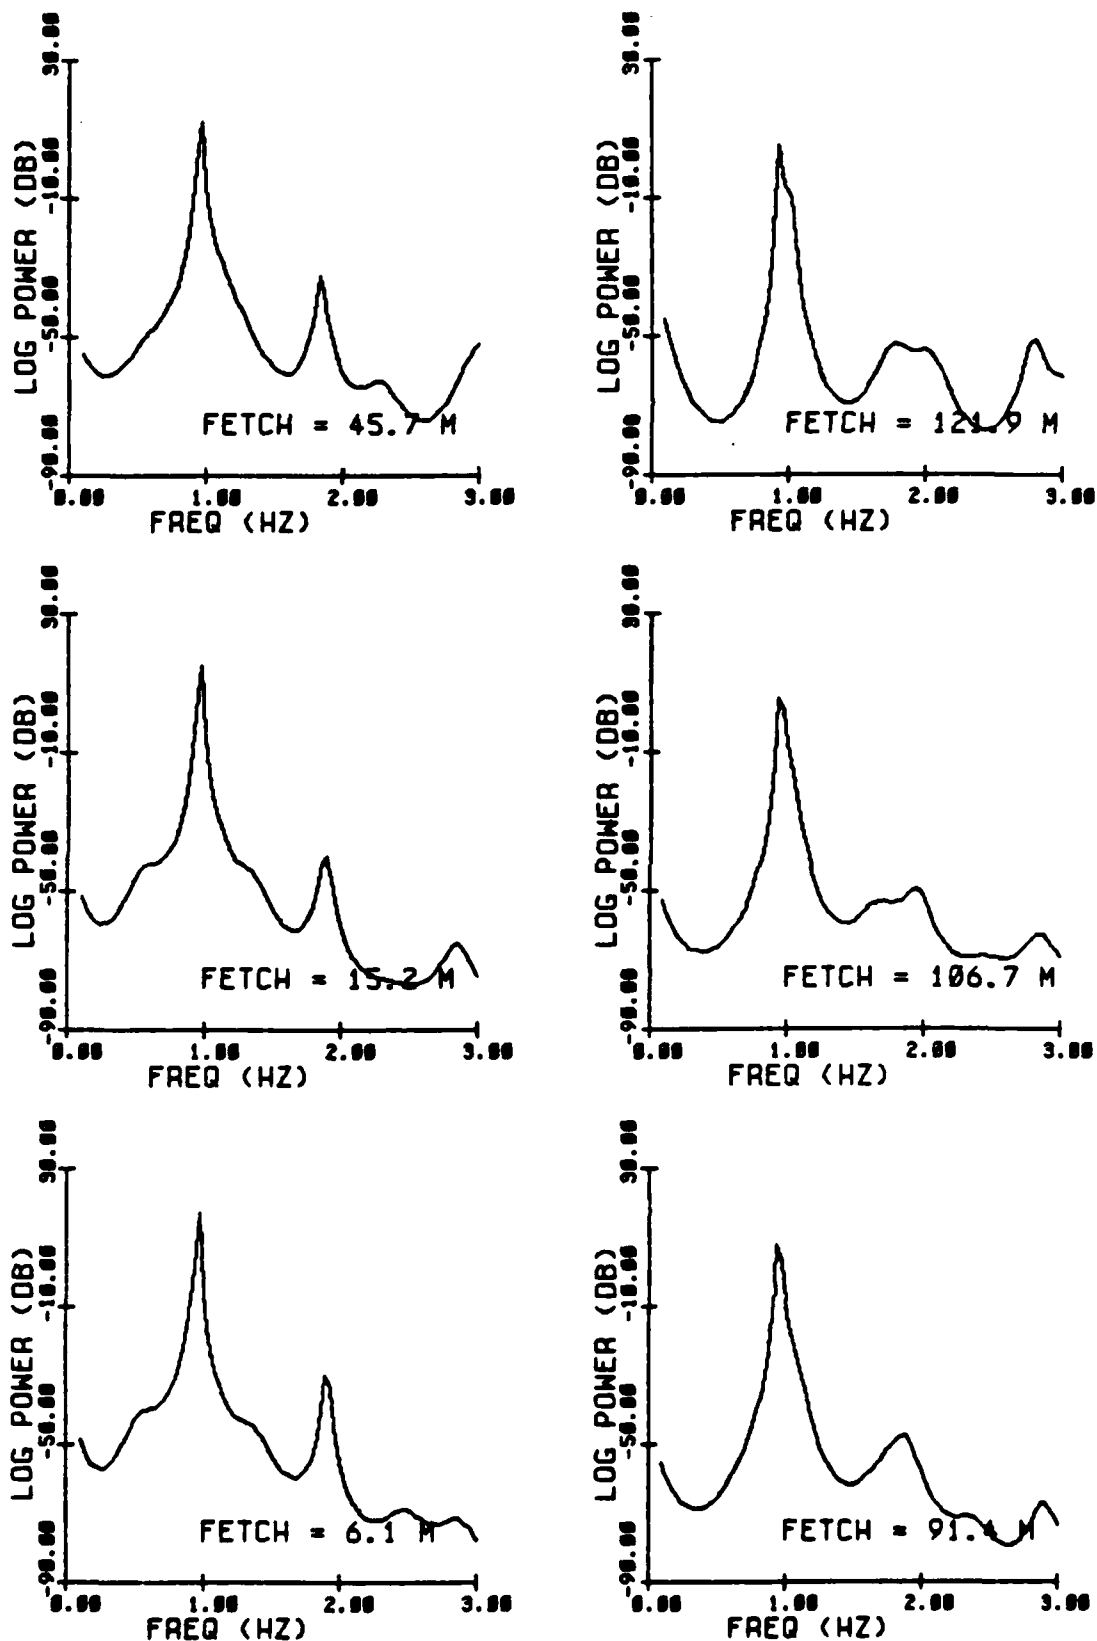 30.00
-10.00
-50.00
-90.00
LOG POWER (DB)
0.00 1.00 2.00 3.00
FREQ (HZ)
FETCH = 45.7 M
30.00
-10.00
-50.00
-90.00
LOG POWER (DB)
0.00 1.00 2.00 3.00
FREQ (HZ)
FETCH = 121.9 M
30.00
-10.00
-50.00
-90.00
LOG POWER (DB)
0.00 1.00 2.00 3.00
FREQ (HZ)
FETCH = 15.2 M
30.00
-10.00
-50.00
-90.00
LOG POWER (DB)
0.00 1.00 2.00 3.00
FREQ (HZ)
FETCH = 106.7 M
30.00
-10.00
-50.00
-90.00
LOG POWER (DB)
0.00 1.00 2.00 3.00
FREQ (HZ)
FETCH = 6.1 M
30.00
-10.00
-50.00
-90.00
LOG POWER (DB)
0.00 1.00 2.00 3.00
FREQ (HZ)
FETCH = 91.4 M